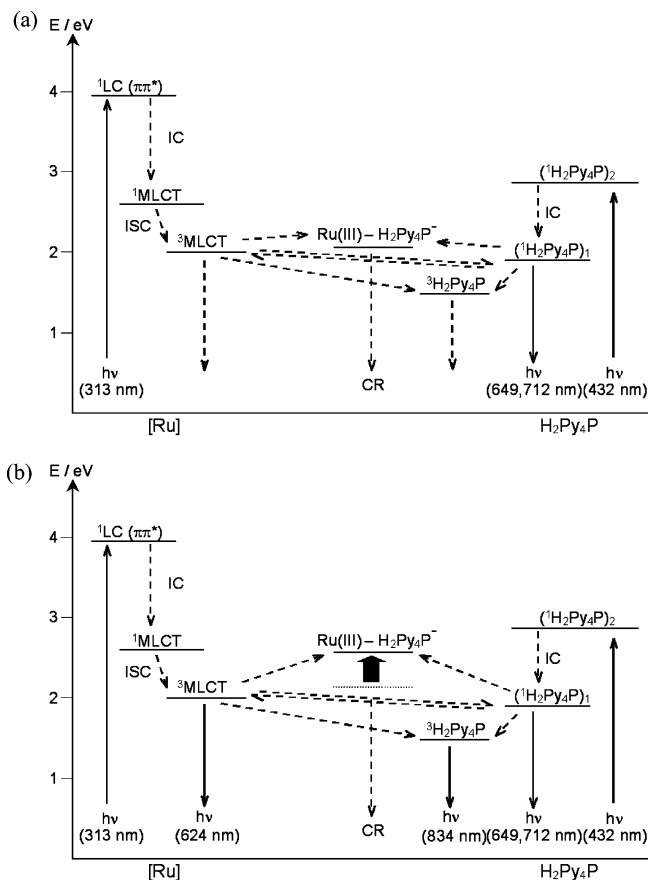 (a)
E / eV
¹LC (ππ*)
4
IC
3
(¹H₂Py₄P)₂
¹MLCT
IC
ISC
³MLCT
Ru(III) – H₂Py₄P⁻
2
(¹H₂Py₄P)₁
³H₂Py₄P
1
hν
CR
hν
hν
(313 nm)
(649,712 nm)(432 nm)
[Ru]
H₂Py₄P
(b)
E / eV
¹LC (ππ*)
4
IC
3
(¹H₂Py₄P)₂
¹MLCT
Ru(III) – H₂Py₄P⁻
IC
ISC
³MLCT
2
(¹H₂Py₄P)₁
³H₂Py₄P
1
hν
hν
CR
hν
hν
hν
(313 nm)
(624 nm)
(834 nm)(649,712 nm)(432 nm)
[Ru]
H₂Py₄P